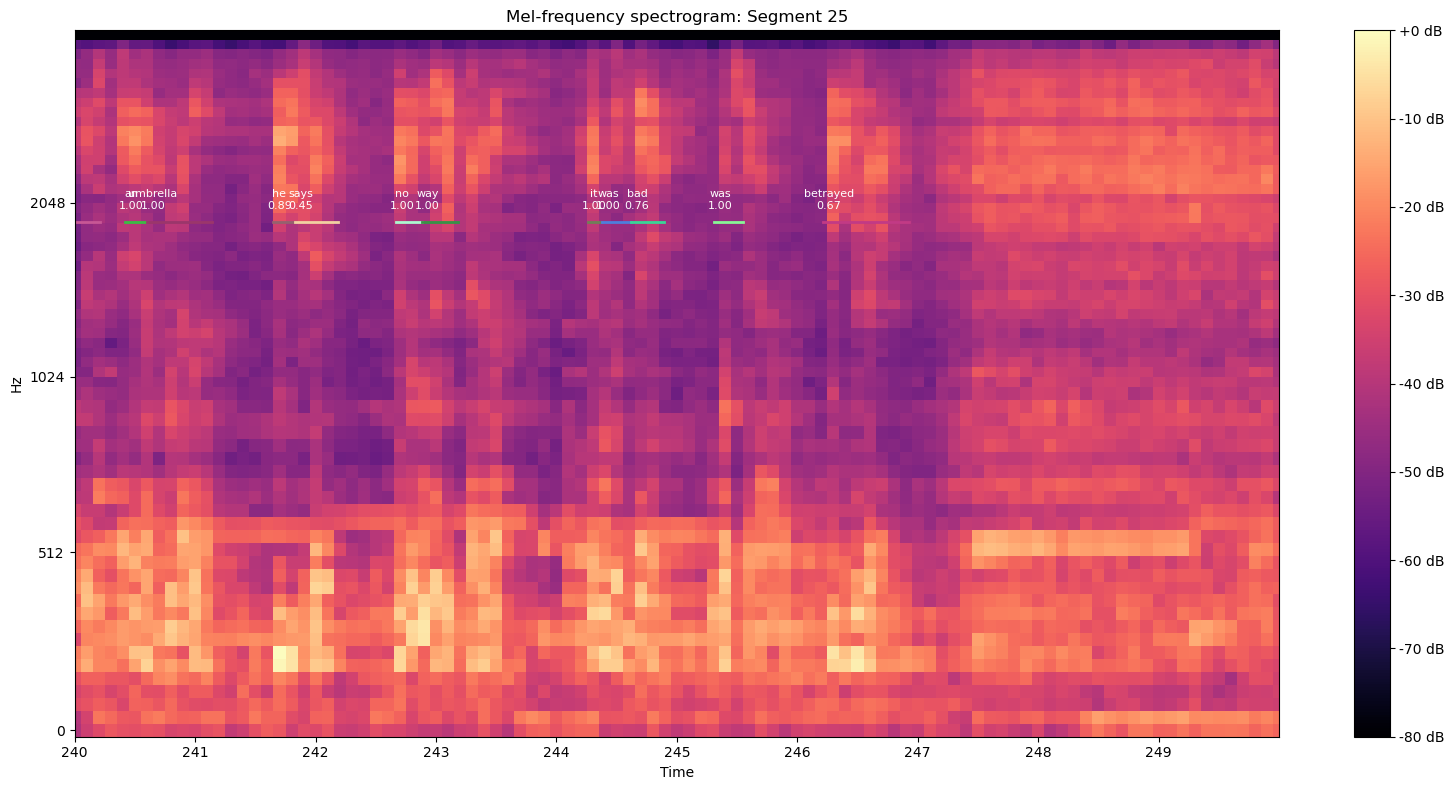 Mel-frequency spectrogram: Segment 25
+0 dB
-10 dB
-20 dB
-30 dB
-40 dB
-50 dB
-60 dB
-70 dB
-80 dB
Hz
2048
1024
512
0
an umbrella he says no way it was bad was betrayed
1.00 1.00 0.89 0.45 1.00 1.00 1.00 1.00 0.76 1.00 0.67
240 241 242 243 244 245 246 247 248 249
Time